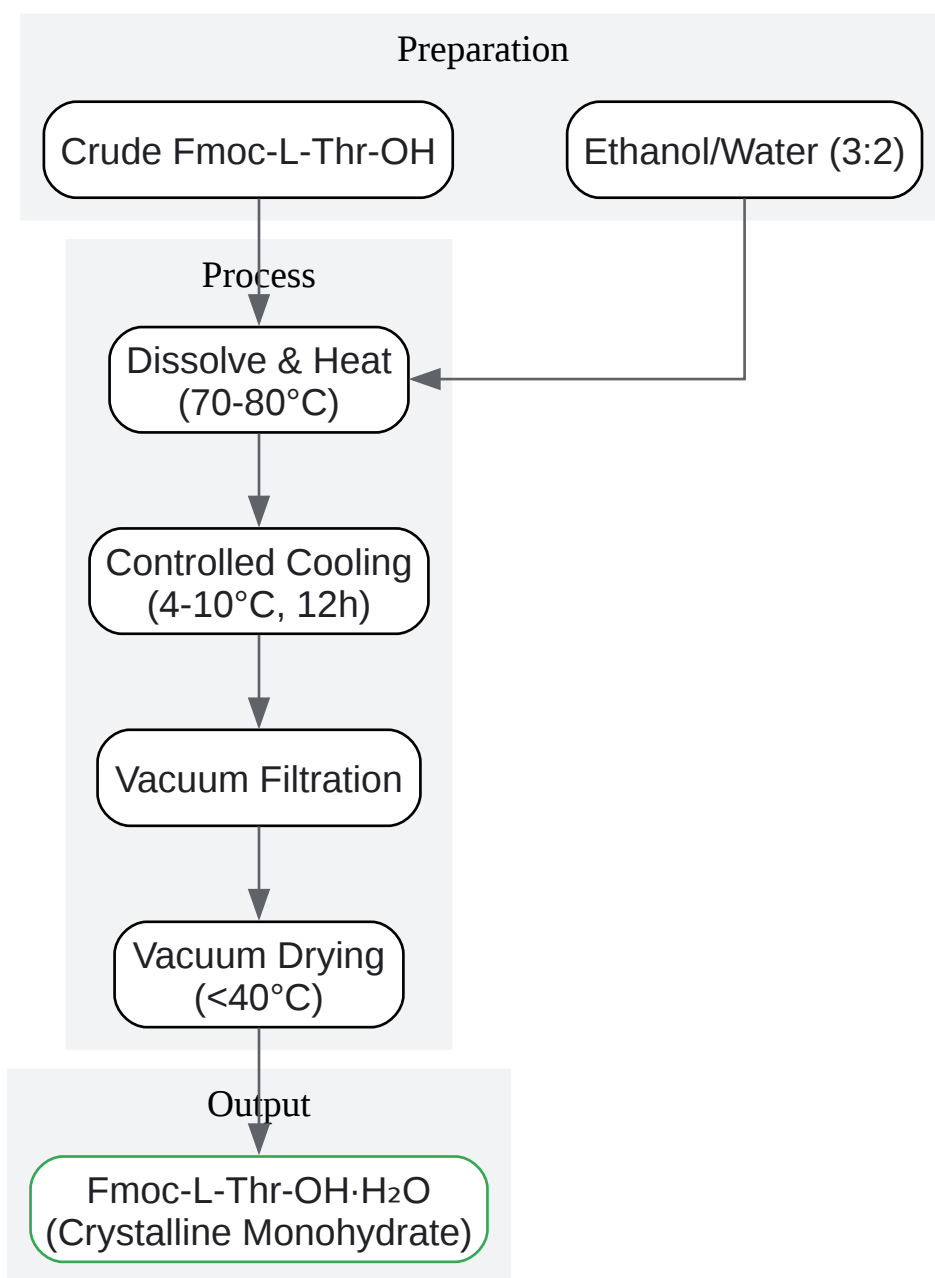 Preparation
Crude Fmoc-L-Thr-OH
Ethanol/Water (3:2)
Process
Dissolve & Heat
(70-80°C)
Controlled Cooling
(4-10°C, 12h)
Vacuum Filtration
Vacuum Drying
(<40°C)
Output
Fmoc-L-Thr-OH·H₂O
(Crystalline Monohydrate)